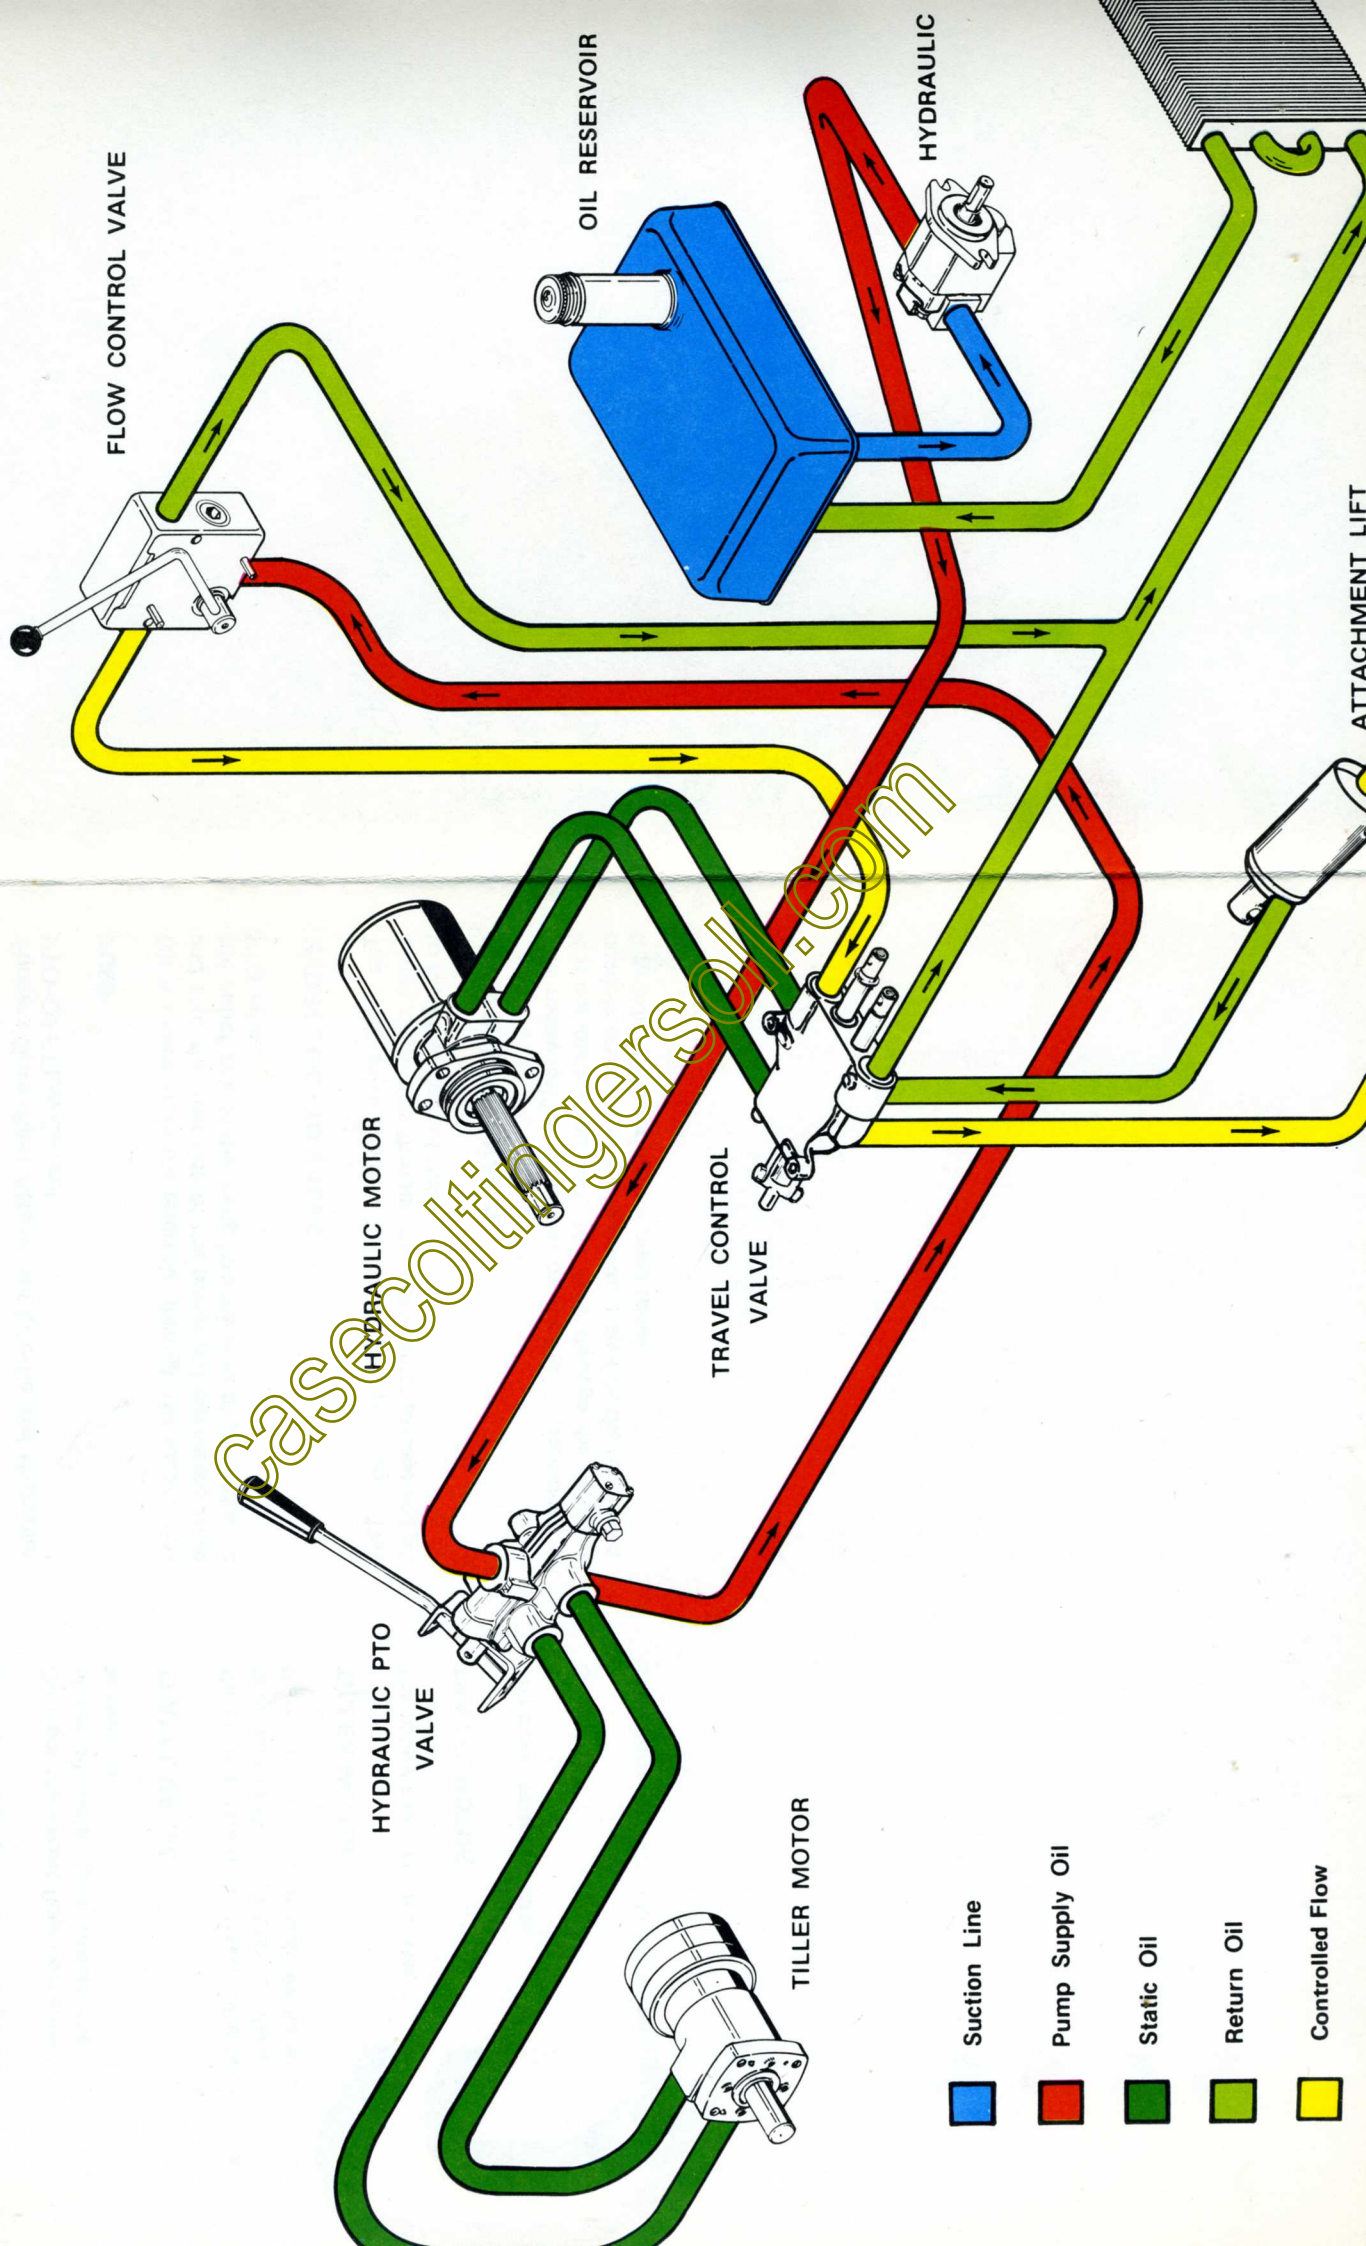 FLOW CONTROL VALVE
OIL RESERVOIR
HYDRAULIC
ATTACHMENT LIFT
HYDRAULIC MOTOR
TRAVEL CONTROL
VALVE
HYDRAULIC PTO
VALVE
TILLER MOTOR
Suction Line
Pump Supply Oil
Static Oil
Return Oil
Controlled Flow
casecoltingersoll.com